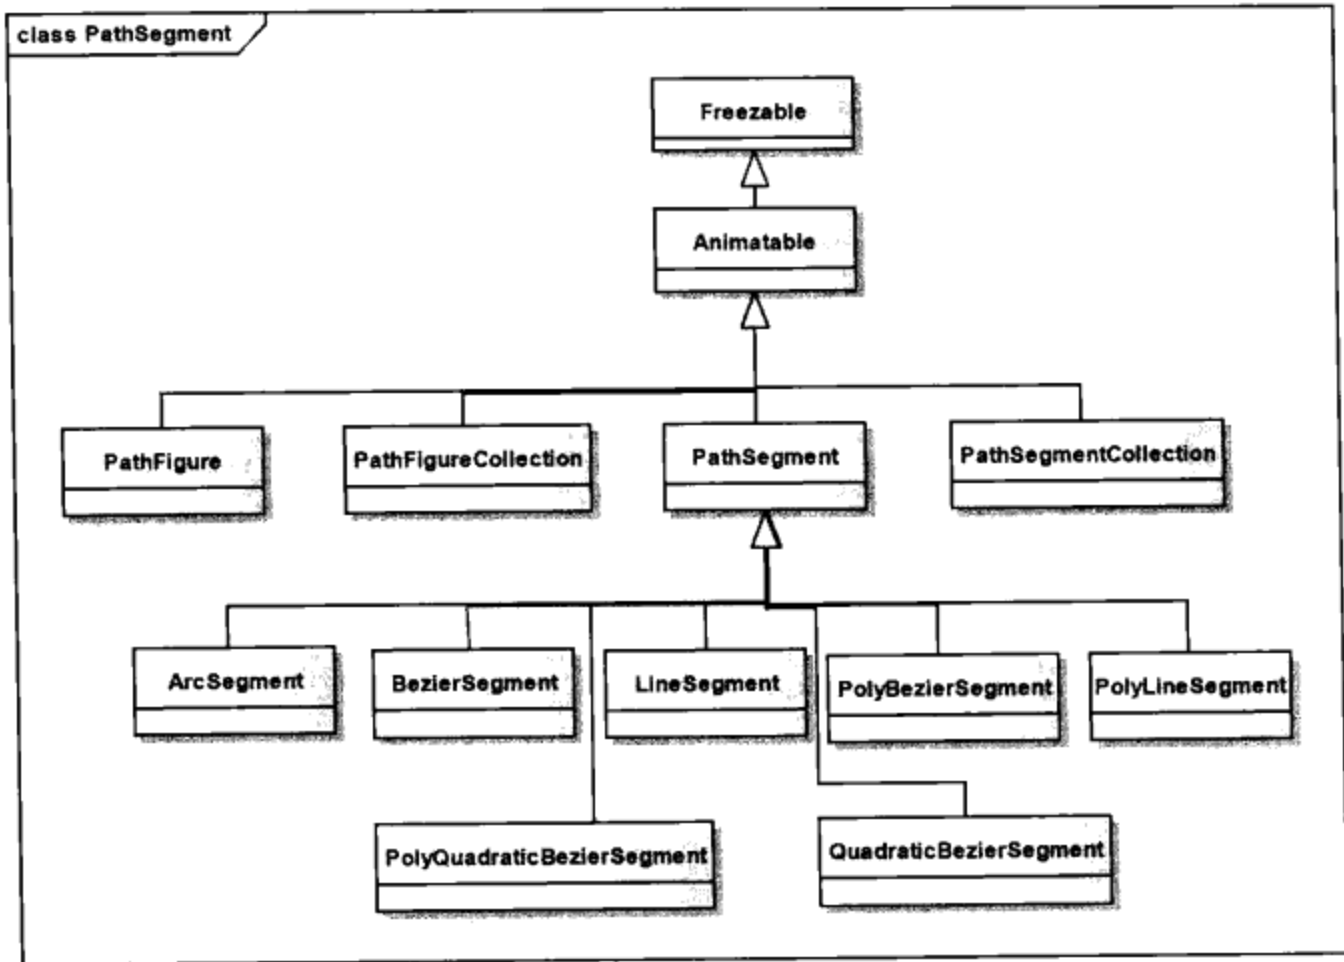 class PathSegment
Freezable
Animatable
PathFigure
PathFigureCollection
PathSegment
PathSegmentCollection
ArcSegment
BezierSegment
LineSegment
PolyBezierSegment
PolyLineSegment
PolyQuadraticBezierSegment
QuadraticBezierSegment